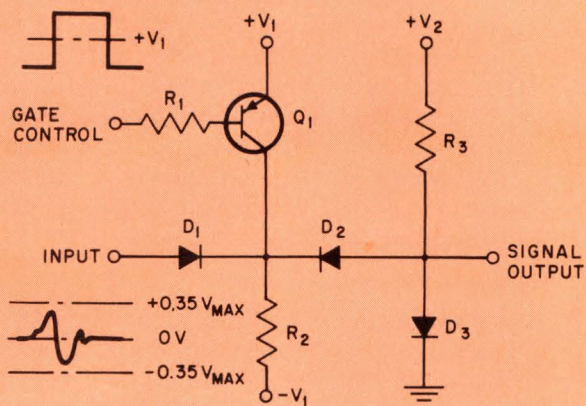 +V1
+V1
+V2
R1
GATE
CONTROL
Q1
R3
D1
D2
INPUT
SIGNAL
OUTPUT
+0.35 VMAX
0 V
R2
D3
-0.35 VMAX
-V1